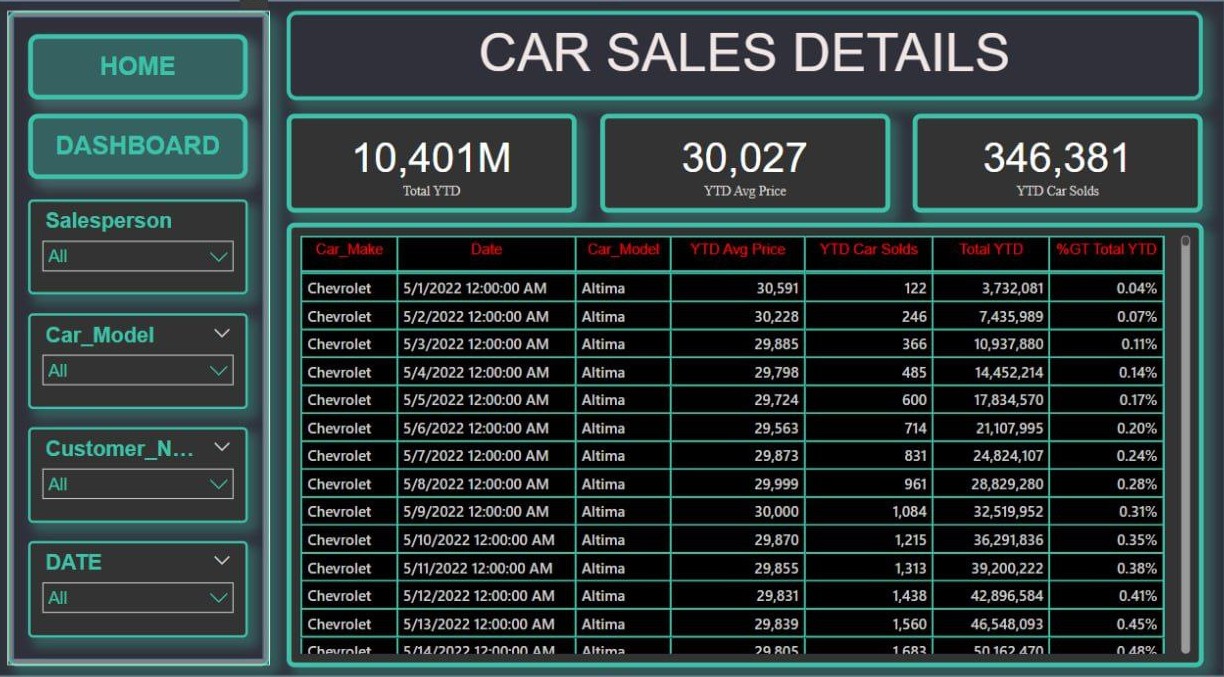 HOME
DASHBOARD
Salesperson
All
Car_Model
All
Customer_N...
All
DATE
All
CAR SALES DETAILS
10,401M
Total YTD
30,027
YTD Avg Price
346,381
YTD Car Solds
Car_Make Date Car_Model YTD Avg Price YTD Car Solds Total YTD %GT Total YTD
Chevrolet 5/1/2022 12:00:00 AM Altima 30,591 122 3,732,081 0.04%
Chevrolet 5/2/2022 12:00:00 AM Altima 30,228 246 7,435,989 0.07%
Chevrolet 5/3/2022 12:00:00 AM Altima 29,885 366 10,937,880 0.11%
Chevrolet 5/4/2022 12:00:00 AM Altima 29,798 485 14,452,214 0.14%
Chevrolet 5/5/2022 12:00:00 AM Altima 29,724 600 17,834,570 0.17%
Chevrolet 5/6/2022 12:00:00 AM Altima 29,563 714 21,107,995 0.20%
Chevrolet 5/7/2022 12:00:00 AM Altima 29,873 831 24,824,107 0.24%
Chevrolet 5/8/2022 12:00:00 AM Altima 29,999 961 28,829,280 0.28%
Chevrolet 5/9/2022 12:00:00 AM Altima 30,000 1,084 32,519,952 0.31%
Chevrolet 5/10/2022 12:00:00 AM Altima 29,870 1,215 36,291,836 0.35%
Chevrolet 5/11/2022 12:00:00 AM Altima 29,855 1,313 39,200,222 0.38%
Chevrolet 5/12/2022 12:00:00 AM Altima 29,831 1,438 42,896,584 0.41%
Chevrolet 5/13/2022 12:00:00 AM Altima 29,839 1,560 46,548,093 0.45%
Chevrolet 5/14/2022 12:00:00 AM Altima 29,805 1,683 50,162,470 0.48%